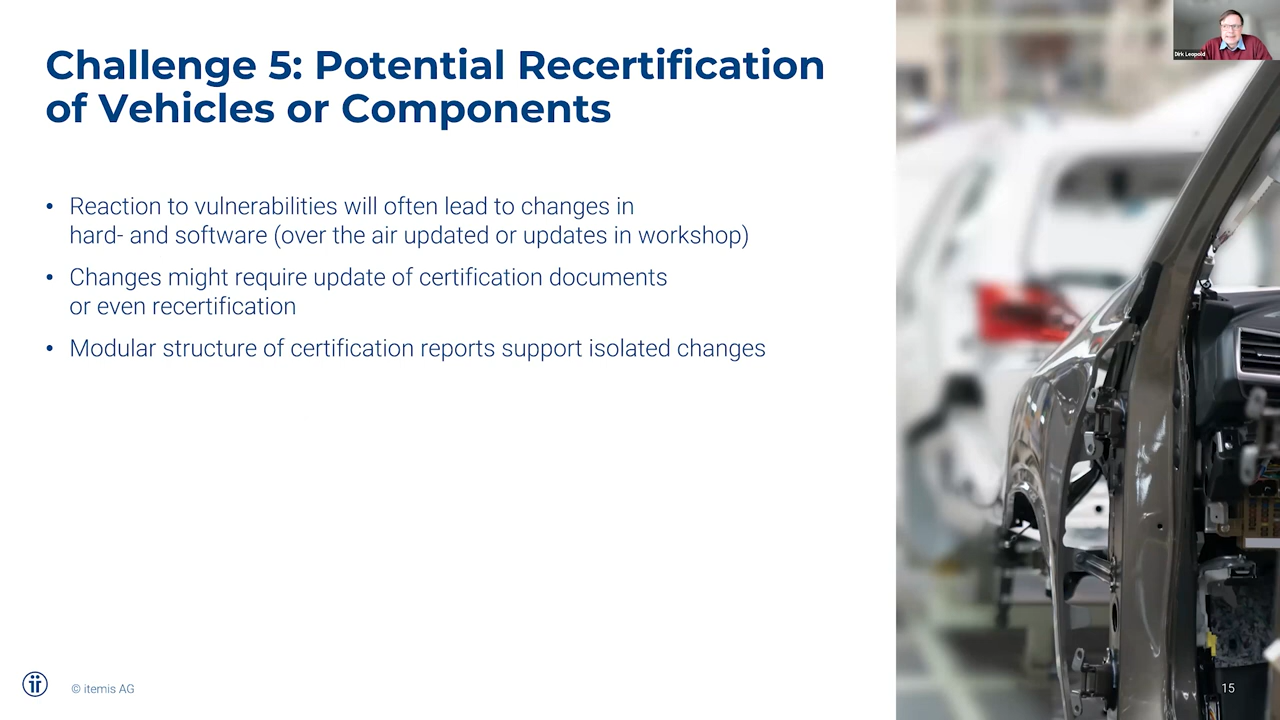 Challenge 5: Potential Recertification
of Vehicles or Components
• Reaction to vulnerabilities will often lead to changes in
hard- and software (over the air updated or updates in workshop)
• Changes might require update of certification documents
or even recertification
• Modular structure of certification reports support isolated changes
© itemis AG
15
Dirk Leopold